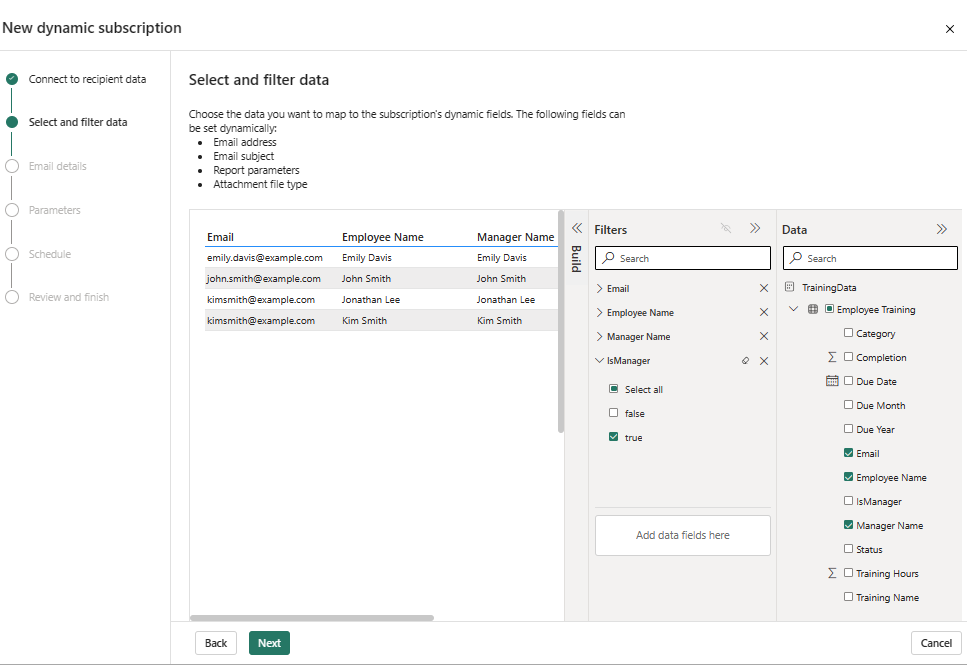 New dynamic subscription
Connect to recipient data
Select and filter data
Email details
Parameters
Schedule
Review and finish
Select and filter data
Choose the data you want to map to the subscription's dynamic fields. The following fields can
be set dynamically:
Email address
Email subject
Report parameters
Attachment file type
Email Employee Name Manager Name
emily.davis@example.com Emily Davis Emily Davis
john.smith@example.com John Smith John Smith
kimsmith@example.com Jonathan Lee Jonathan Lee
kimsmith@example.com Kim Smith Kim Smith
Build
Filters
Search
Email
Employee Name
Manager Name
IsManager
Select all
false
true
Add data fields here
Data
Search
TrainingData
Employee Training
Category
Completion
Due Date
Due Month
Due Year
Email
Employee Name
IsManager
Manager Name
Status
Training Hours
Training Name
Back
Next
Cancel